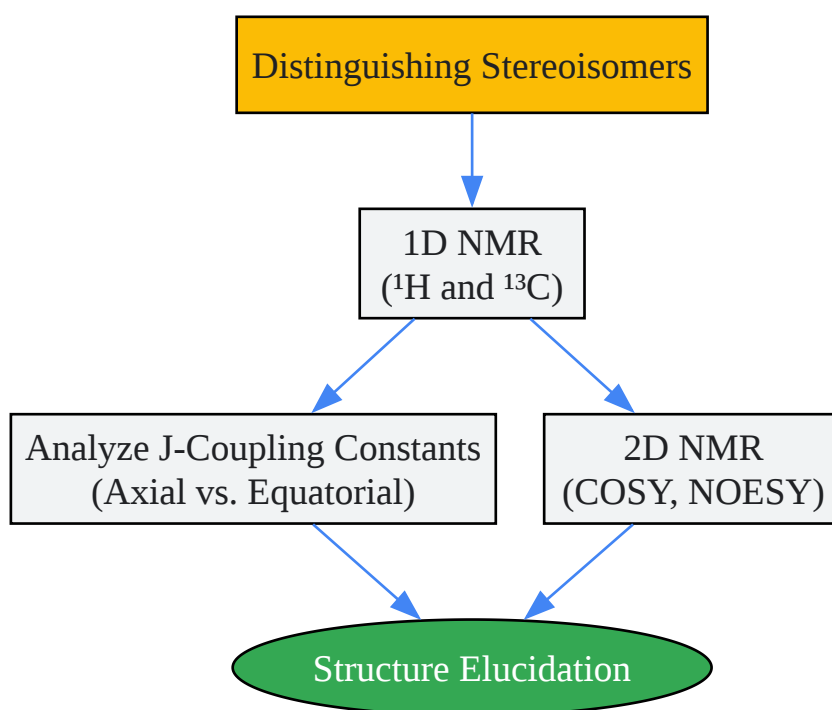 Distinguishing Stereoisomers
1D NMR
(¹H and ¹³C)
Analyze J-Coupling Constants
(Axial vs. Equatorial)
2D NMR
(COSY, NOESY)
Structure Elucidation